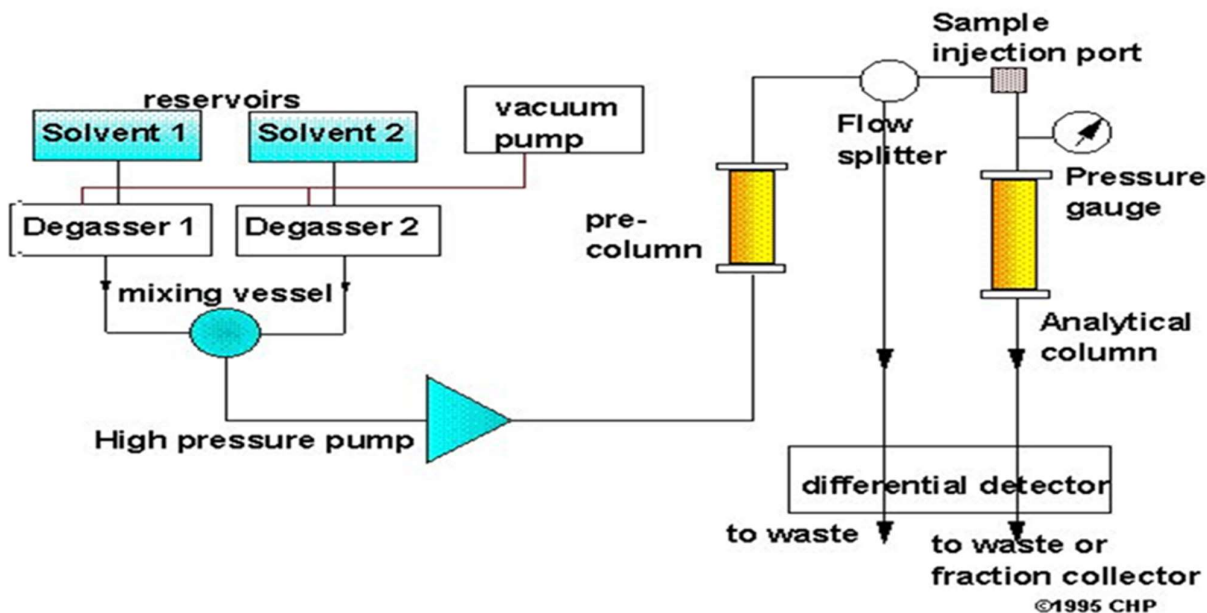 reservoirs
Solvent 1
Solvent 2
vacuum
pump
Degasser 1
Degasser 2
mixing vessel
High pressure pump
pre-
column
Flow
splitter
Sample
injection port
Pressure
gauge
Analytical
column
differential detector
to waste
to waste or
fraction collector
©1995 CHP